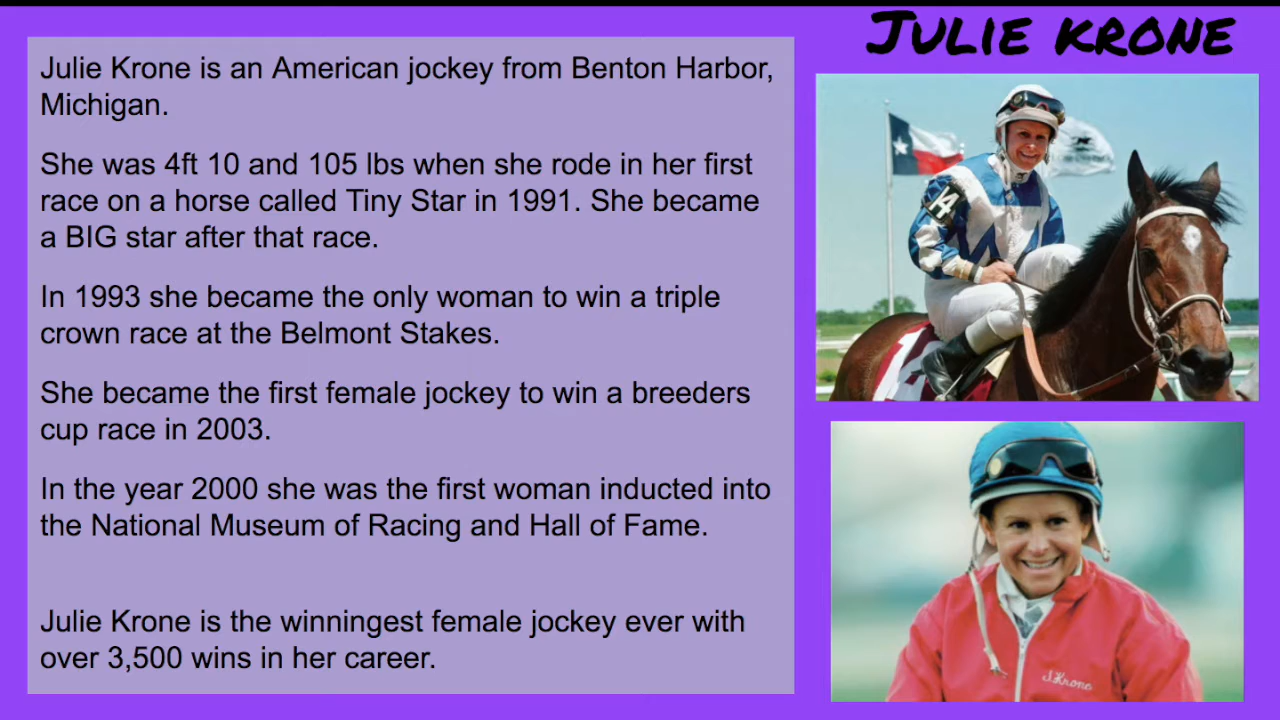 JULIE KRONE
Julie Krone is an American jockey from Benton Harbor,
Michigan.
She was 4ft 10 and 105 lbs when she rode in her first
race on a horse called Tiny Star in 1991. She became
a BIG star after that race.
In 1993 she became the only woman to win a triple
crown race at the Belmont Stakes.
She became the first female jockey to win a breeders
cup race in 2003.
In the year 2000 she was the first woman inducted into
the National Museum of Racing and Hall of Fame.
Julie Krone is the winningest female jockey ever with
over 3,500 wins in her career.
J.Krone